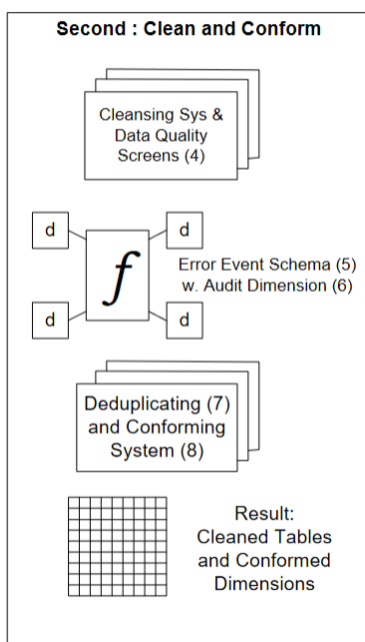 Second : Clean and Conform
Cleansing Sys &
Data Quality
Screens (4)
d
d
f
Error Event Schema (5)
w. Audit Dimension (6)
d
d
Deduplicating (7)
and Conforming
System (8)
Result:
Cleaned Tables
and Conformed
Dimensions